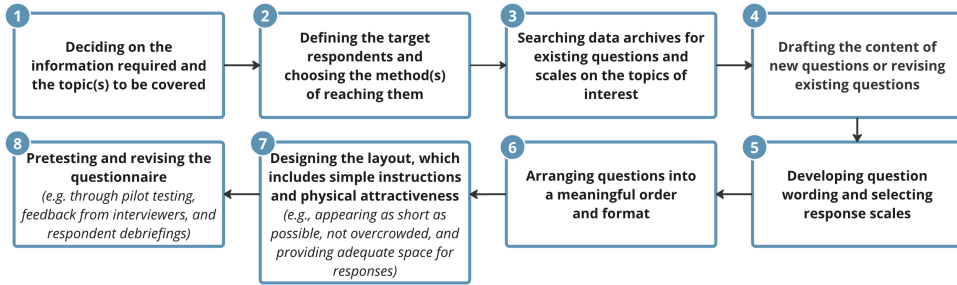 1
Deciding on the
information required and
the topic(s) to be covered
2
Defining the target
respondents and
choosing the method(s)
of reaching them
3
Searching data archives for
existing questions and
scales on the topics of
interest
4
Drafting the content of
new questions or revising
existing questions
5
Developing question
wording and selecting
response scales
6
Arranging questions into
a meaningful order
and format
7
Designing the layout, which
includes simple instructions
and physical attractiveness
(e.g., appearing as short as
possible, not overcrowded, and
providing adequate space for
responses)
8
Pretesting and revising the
questionnaire
(e.g. through pilot testing,
feedback from interviewers, and
respondent debriefings)